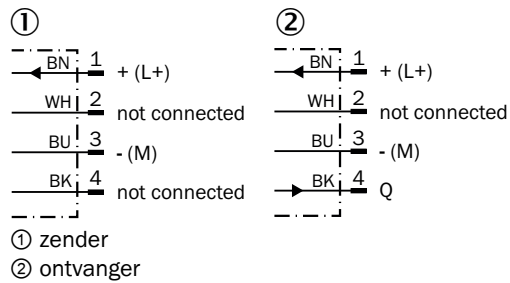 ① ②
BN 1 + (L+)
WH 2 not connected
BU 3 - (M)
BK 4 not connected
BN 1 + (L+)
WH 2 not connected
BU 3 - (M)
BK 4 Q
① zender
② ontvanger